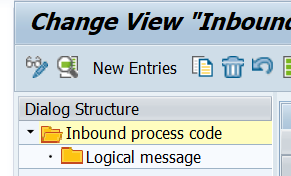 Change View "Inbound
New Entries
Dialog Structure
Inbound process code
Logical message